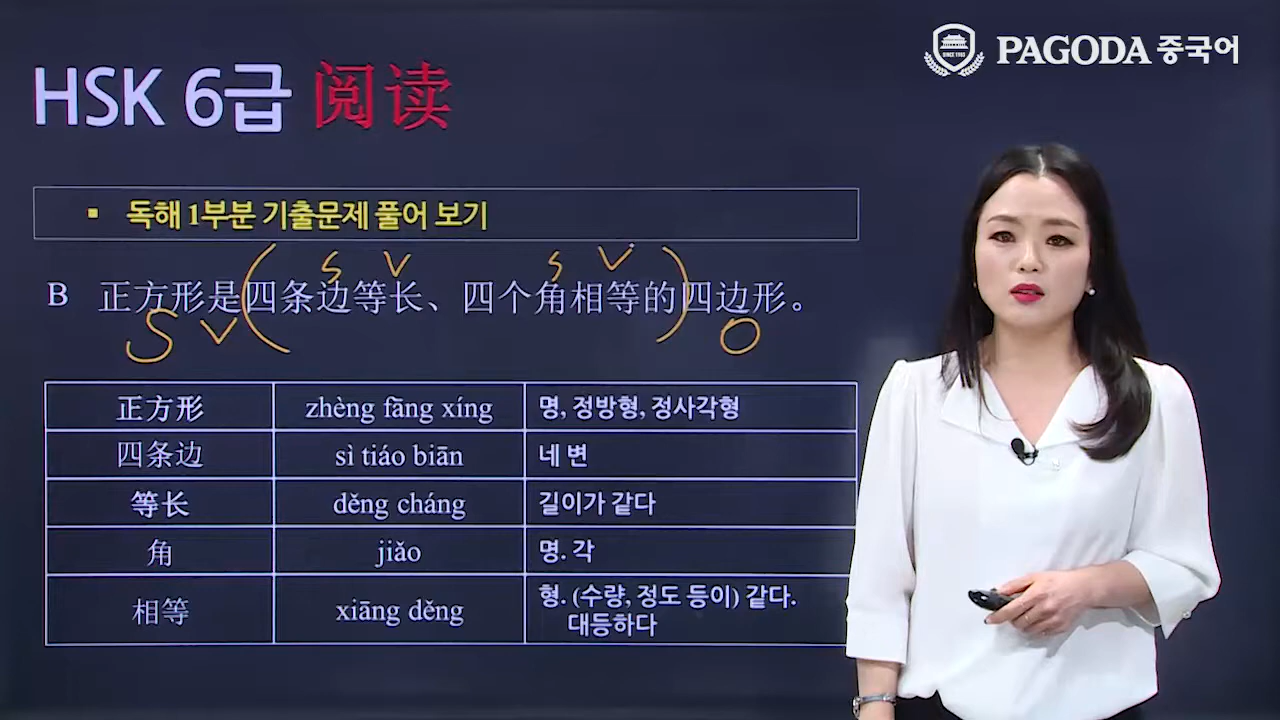 SINCE 1983
PAGODA 중국어
HSK 6급 阅读
▪ 독해 1부분 기출문제 풀어 보기
S V S V
B 正方形是(四条边等长、四个角相等的)四边形。
S V O
正方形 zhèng fāng xíng 명, 정방형, 정사각형
四条边 sì tiáo biān 네 변
等长 děng cháng 길이가 같다
角 jiǎo 명. 각
相等 xiāng děng 형. (수량, 정도 등이) 같다.
대등하다